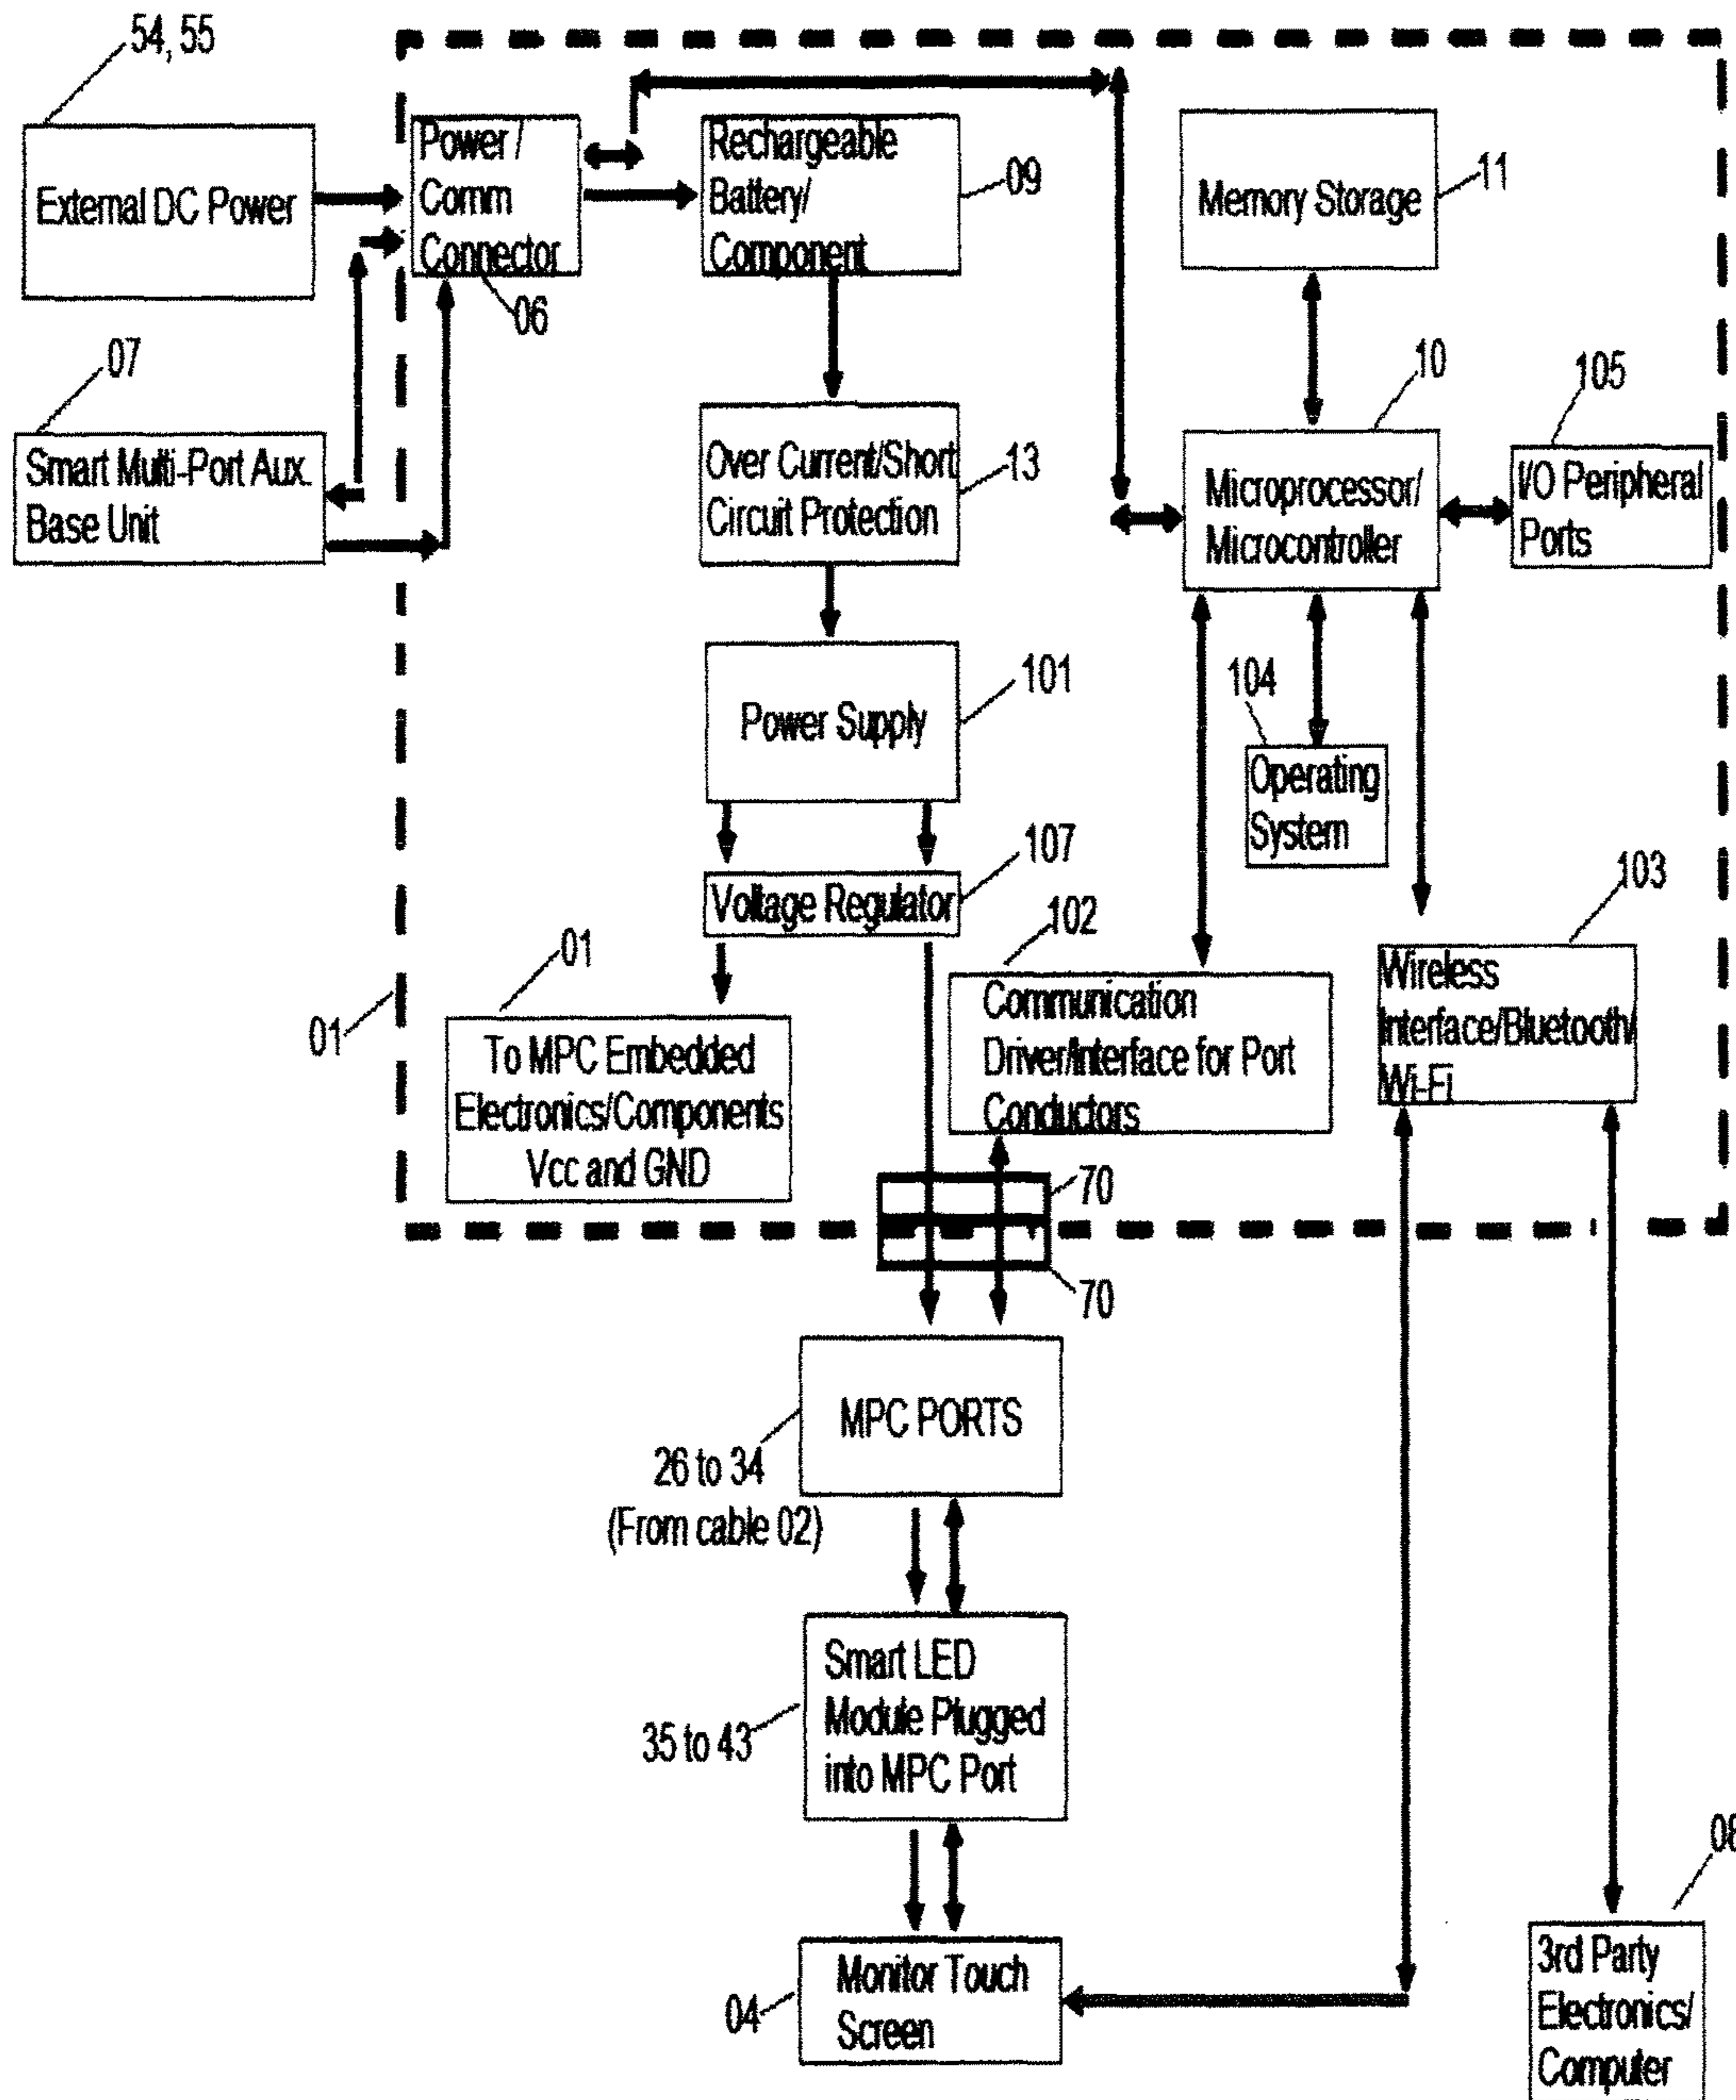 54, 55
External DC Power
Power /
Comm
Connector
06
Rechargeable
Battery/
Component
09
Memory Storage
11
07
Smart Multi-Port Aux.
Base Unit
Over Current/Short
Circuit Protection
13
10
Microprocessor/
Microcontroller
105
I/O Peripheral
Ports
Power Supply
101
104
Operating
System
107
Voltage Regulator
102
103
01
01
To MPC Embedded
Electronics/Components
Vcc and GND
Communication
Driver/Interface for Port
Conductors
Wireless
Interface/Bluetooth/
Wi-Fi
70
70
MPC PORTS
26 to 34
(From cable 02)
Smart LED
Module Plugged
into MPC Port
35 to 43
Monitor Touch
Screen
04
08
3rd Party
Electronics/
Computer